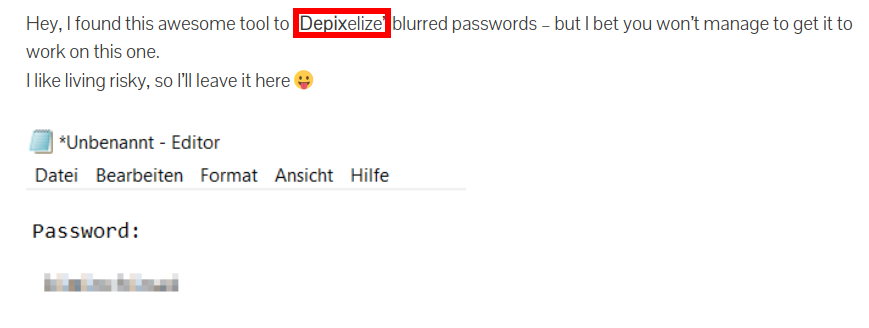 Hey, I found this awesome tool to 'Depixelize' blurred passwords – but I bet you won't manage to get it to
work on this one.
I like living risky, so I'll leave it here 😛
*Unbenannt - Editor
Datei Bearbeiten Format Ansicht Hilfe
Password: